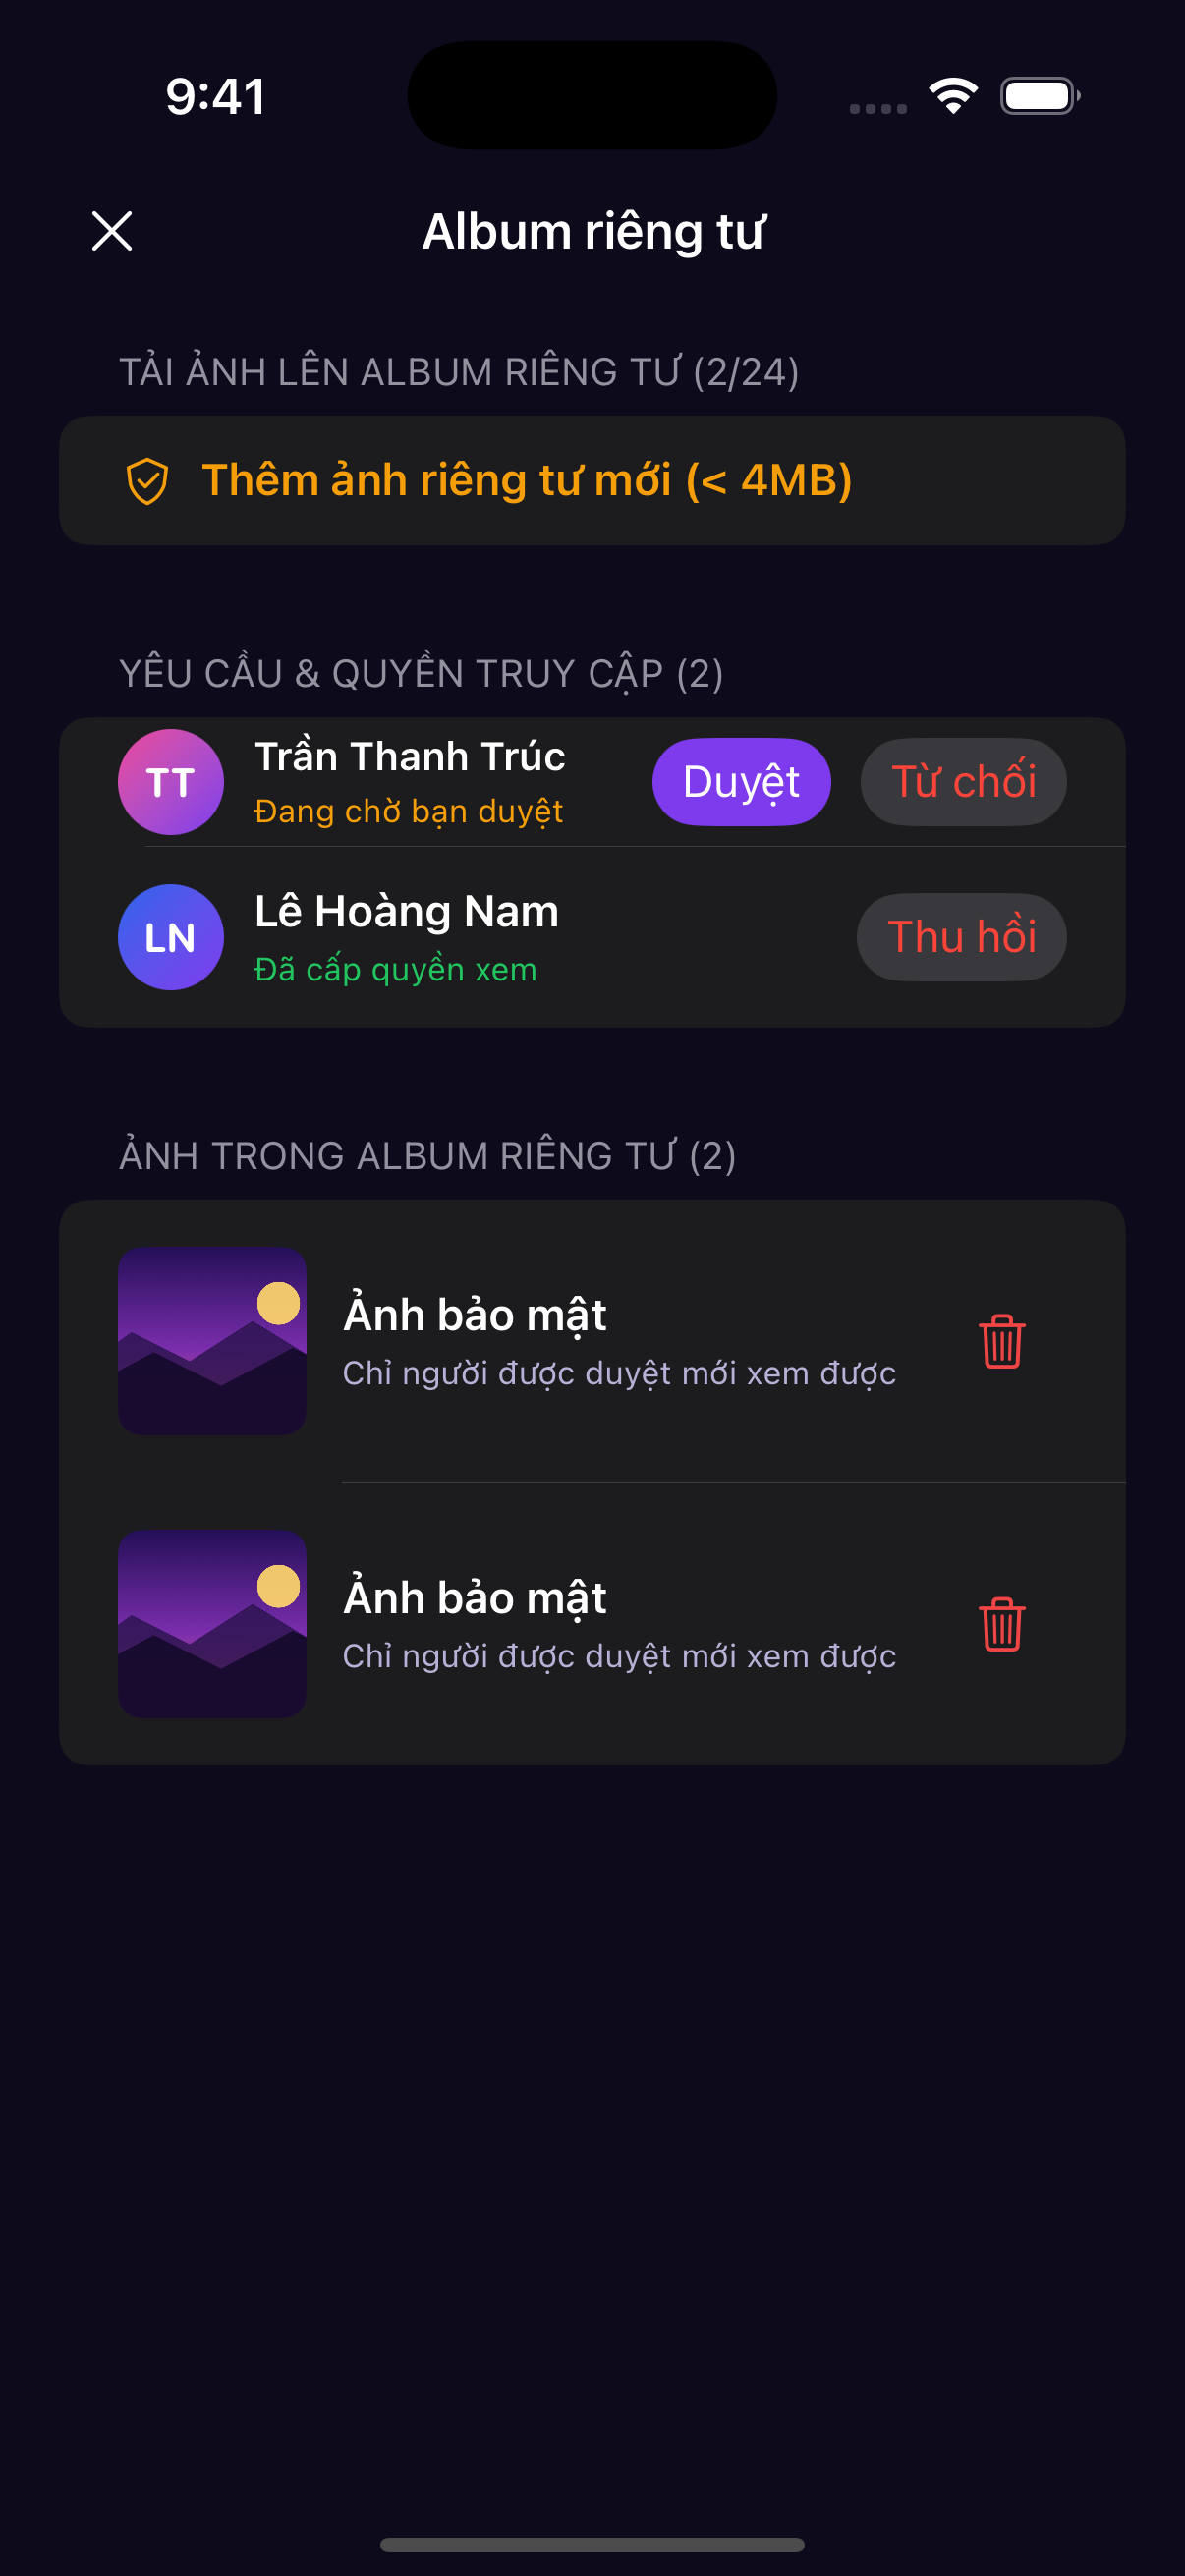 9:41
Album riêng tư
TẢI ẢNH LÊN ALBUM RIÊNG TƯ (2/24)
Thêm ảnh riêng tư mới (< 4MB)
YÊU CẦU & QUYỀN TRUY CẬP (2)
TT
Trần Thanh Trúc
Đang chờ bạn duyệt
Duyệt
Từ chối
LN
Lê Hoàng Nam
Đã cấp quyền xem
Thu hồi
ẢNH TRONG ALBUM RIÊNG TƯ (2)
Ảnh bảo mật
Chỉ người được duyệt mới xem được
Ảnh bảo mật
Chỉ người được duyệt mới xem được